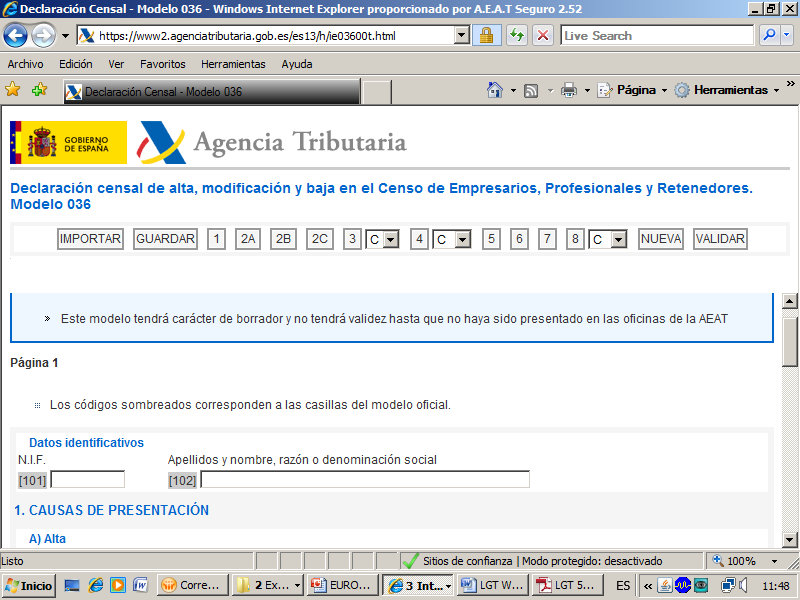 Declaración Censal - Modelo 036 - Windows Internet Explorer proporcionado por A.E.A.T Seguro 2.52
https://www2.agenciatributaria.gob.es/es13/h/ie03600t.html
Live Search
Archivo Edición Ver Favoritos Herramientas Ayuda
Declaración Censal - Modelo 036
Página Herramientas »
GOBIERNO
DE ESPAÑA
Agencia Tributaria
Declaración censal de alta, modificación y baja en el Censo de Empresarios, Profesionales y Retenedores.
Modelo 036
IMPORTAR GUARDAR 1 2A 2B 2C 3 C 4 C 5 6 7 8 C NUEVA VALIDAR
» Este modelo tendrá carácter de borrador y no tendrá validez hasta que no haya sido presentado en las oficinas de la AEAT
Página 1
Los códigos sombreados corresponden a las casillas del modelo oficial.
Datos identificativos
N.I.F. Apellidos y nombre, razón o denominación social
[101] [102]
1. CAUSAS DE PRESENTACIÓN
A) Alta
Listo Sitios de confianza | Modo protegido: desactivado 100%
Inicio Corre... 2 Ex... EURO... 3 Int... LGT W... LGT 5... ES « 11:48